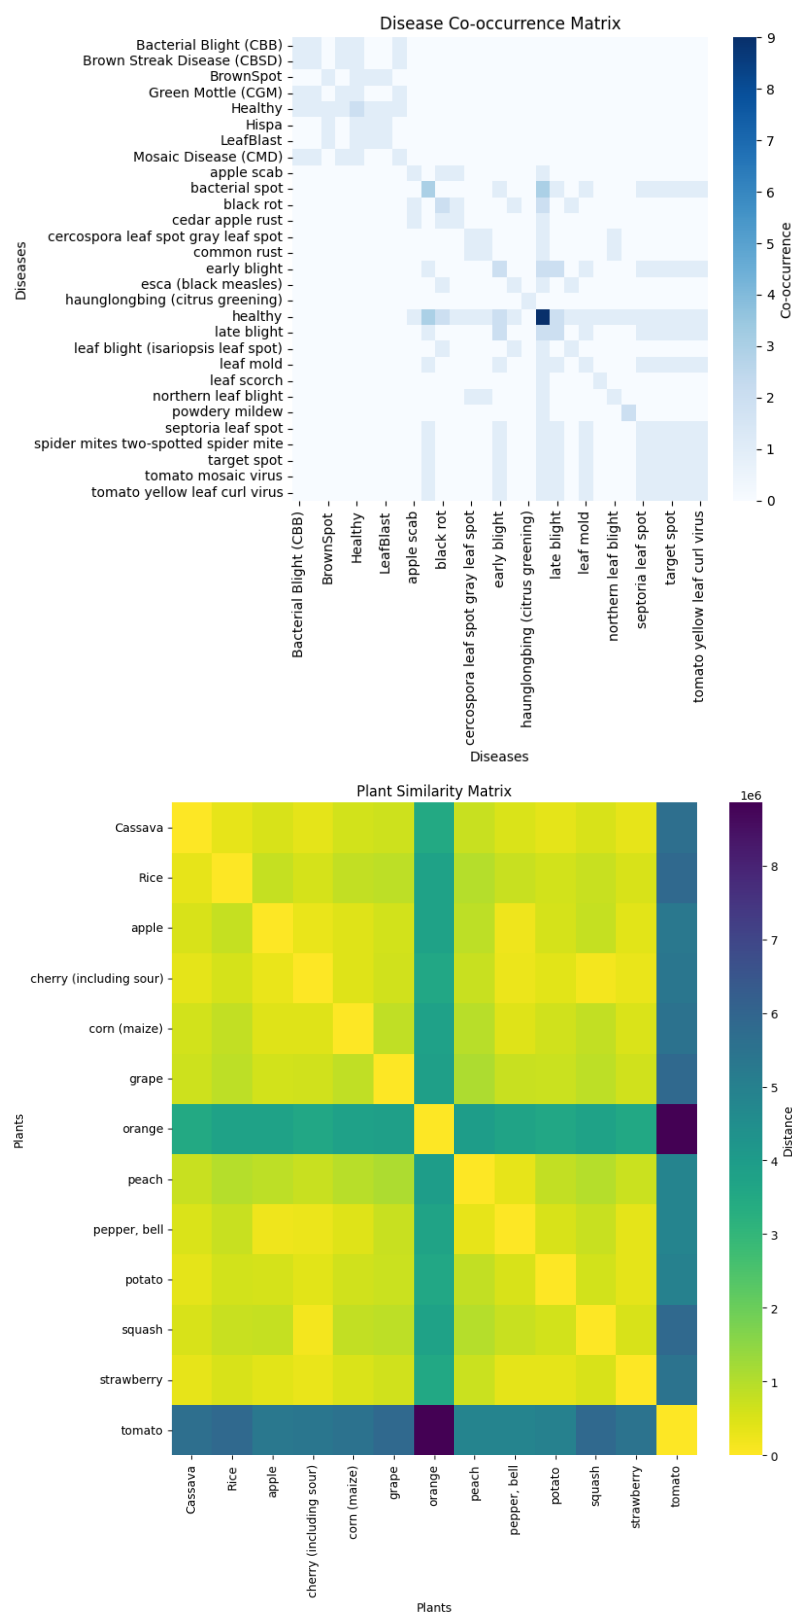 Disease Co-occurrence Matrix
Bacterial Blight (CBB)
Brown Streak Disease (CBSD)
BrownSpot
Green Mottle (CGM)
Healthy
Hispa
LeafBlast
Mosaic Disease (CMD)
apple scab
bacterial spot
black rot
cedar apple rust
cercospora leaf spot gray leaf spot
common rust
early blight
esca (black measles)
haunglongbing (citrus greening)
healthy
late blight
leaf blight (isariopsis leaf spot)
leaf mold
leaf scorch
northern leaf blight
powdery mildew
septoria leaf spot
spider mites two-spotted spider mite
target spot
tomato mosaic virus
tomato yellow leaf curl virus
Diseases
Bacterial Blight (CBB)
BrownSpot
Healthy
LeafBlast
apple scab
black rot
cercospora leaf spot gray leaf spot
early blight
haunglongbing (citrus greening)
late blight
leaf mold
northern leaf blight
septoria leaf spot
target spot
tomato yellow leaf curl virus
Diseases
9
8
7
6
5
4
3
2
1
0
Co-occurrence
Plant Similarity Matrix
Cassava
Rice
apple
cherry (including sour)
corn (maize)
grape
orange
peach
pepper, bell
potato
squash
strawberry
tomato
Plants
Cassava
Rice
apple
cherry (including sour)
corn (maize)
grape
orange
peach
pepper, bell
potato
squash
strawberry
tomato
Plants
1e6
8
7
6
5
4
3
2
1
0
Distance